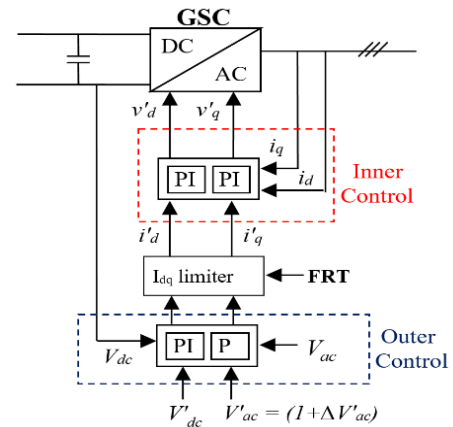 GSC
DC
AC
v'd v'q
iq
id
PI PI
Inner
Control
i'd i'q
Idq limiter
FRT
Outer
Control
Vdc
PI P
Vac
V'dc
V'ac = (1+ΔV'ac)